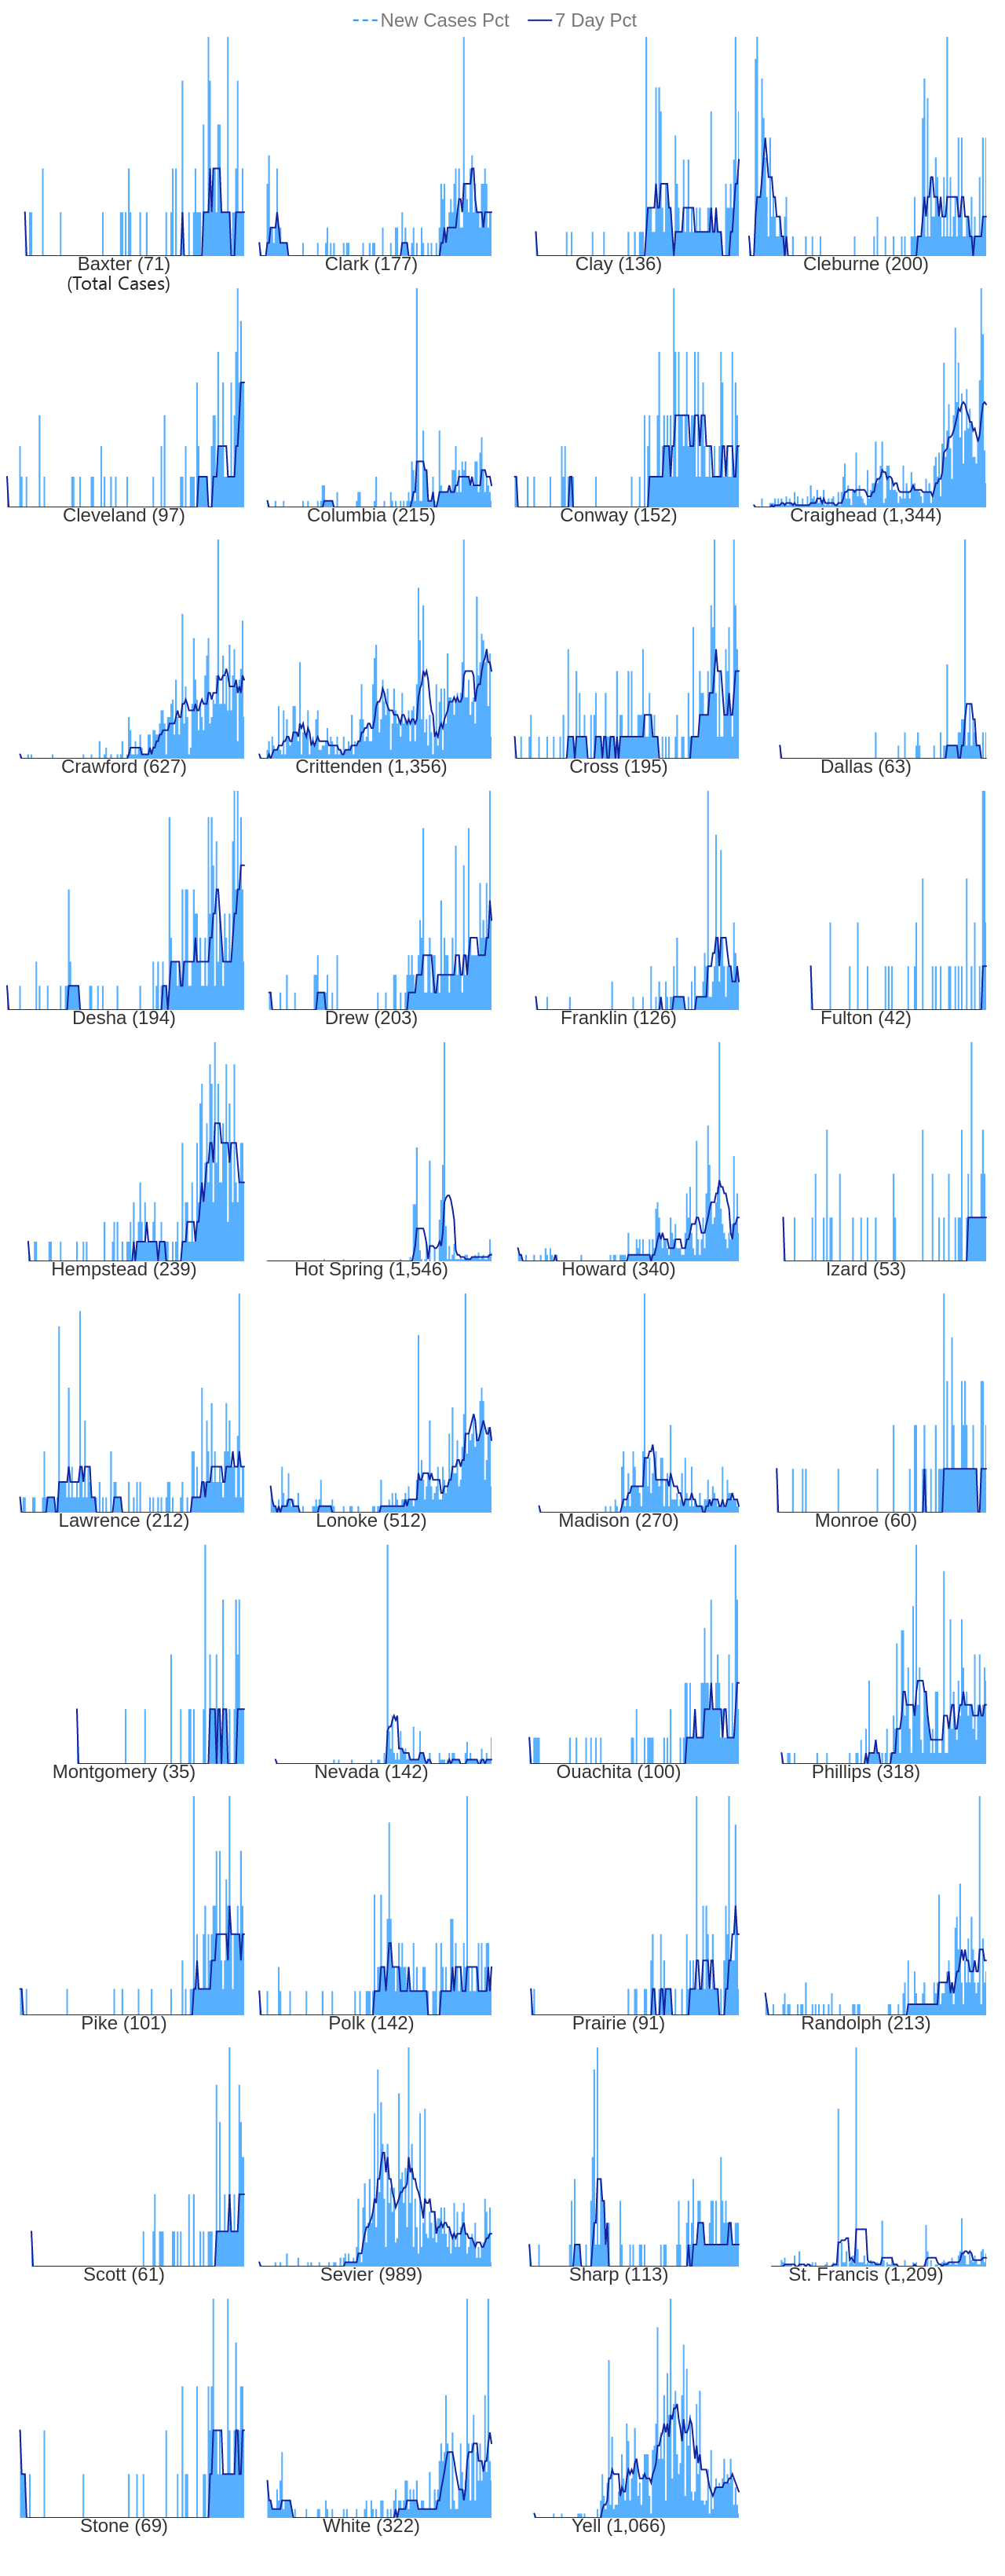 New Cases Pct 7 Day Pct
Baxter (71) Clark (177) Clay (136) Cleburne (200)
(Total Cases)
Cleveland (97) Columbia (215) Conway (152) Craighead (1,344)
Crawford (627) Crittenden (1,356) Cross (195) Dallas (63)
Desha (194) Drew (203) Franklin (126) Fulton (42)
Hempstead (239) Hot Spring (1,546) Howard (340) Izard (53)
Lawrence (212) Lonoke (512) Madison (270) Monroe (60)
Montgomery (35) Nevada (142) Ouachita (100) Phillips (318)
Pike (101) Polk (142) Prairie (91) Randolph (213)
Scott (61) Sevier (989) Sharp (113) St. Francis (1,209)
Stone (69) White (322) Yell (1,066)